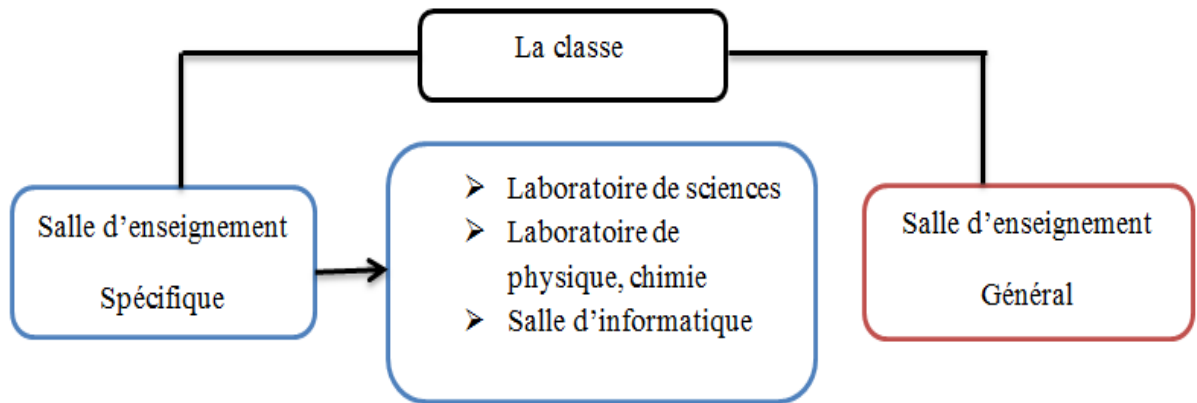 La classe
Salle d'enseignement
Spécifique
➢ Laboratoire de sciences
➢ Laboratoire de
physique, chimie
➢ Salle d'informatique
Salle d'enseignement
Général